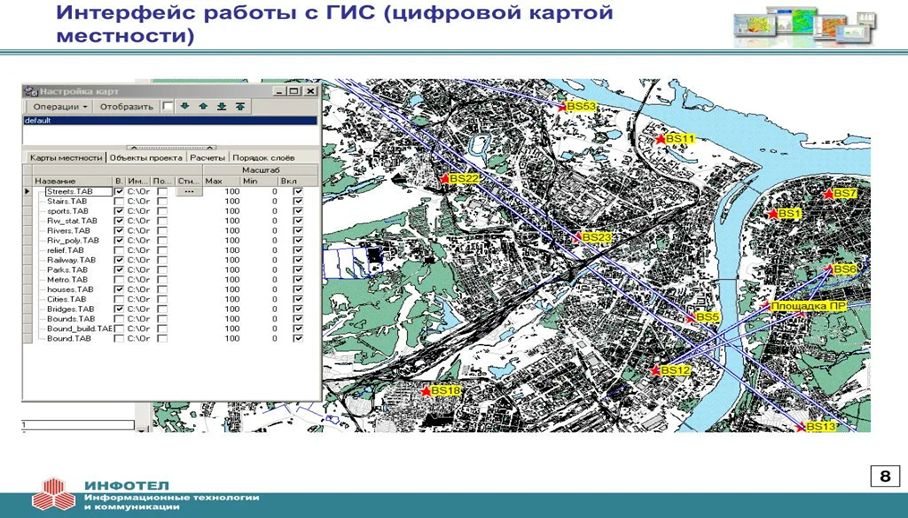 Интерфейс работы с ГИС (цифровой картой
местности)
Настройка карт
Операции Отобразить
default
Карты местности Объекты проекта Расчеты Порядок слоёв
Масштаб
Название В. Ин... По... Сти... Max Min Вкл
Streets.TAB C:\Or ... 100 0
Stairs.TAB C:\Or 100 0
sports.TAB C:\Or 100 0
Rw_stat.TAB C:\Or 100 0
Rivers.TAB C:\Or 100 0
Riv_poly.TAB C:\Or 100 0
relief.TAB C:\Or 100 0
Railway.TAB C:\Or 100 0
Parks.TAB C:\Or 100 0
Metro.TAB C:\Or 100 0
houses.TAB C:\Or 100 0
Cities.TAB C:\Or 100 0
Bridges.TAB C:\Or 100 0
Bounds.TAB C:\Or 100 0
Bound_build.TAB C:\Or 100 0
Bound.TAB C:\Or 100 0
1
BS53
BS11
BS22
BS7
BS1
BS23
BS6
Площадка ПР
BS5
BS12
BS18
BS13
8
ИНФОТЕЛ
Информационные технологии
и коммуникации